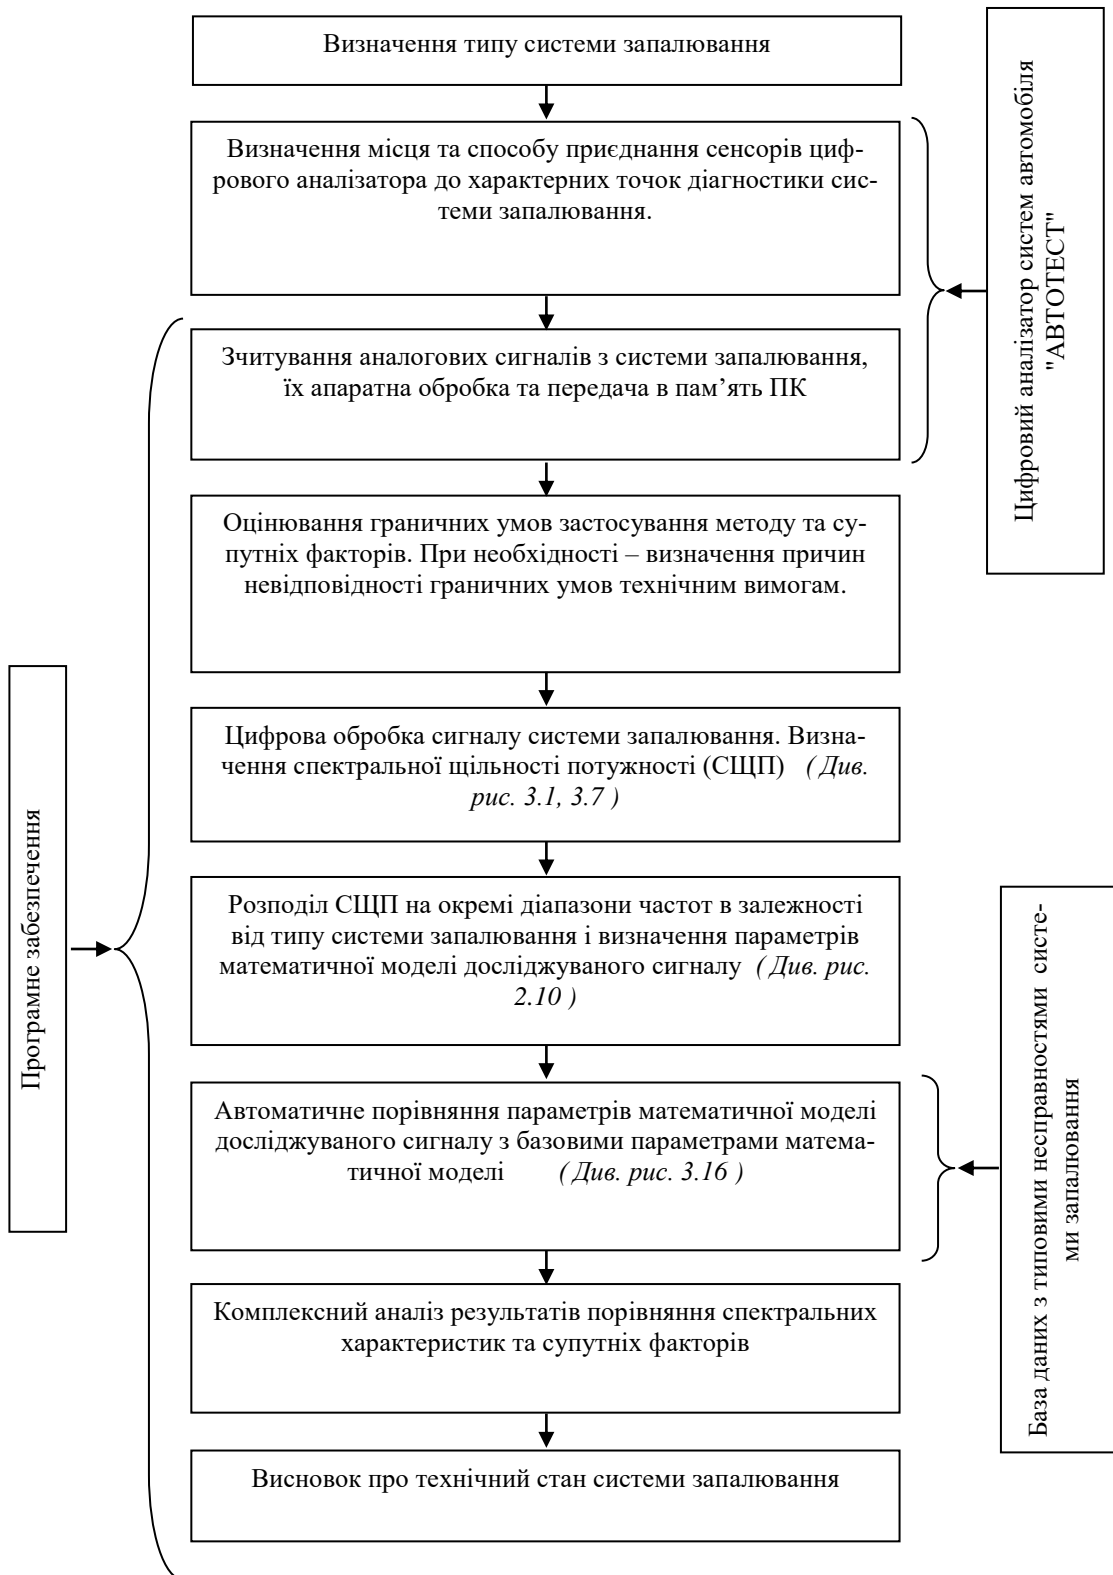 Визначення типу системи запалювання
Визначення місця та способу приєднання сенсорів циф-
рового аналізатора до характерних точок діагностики сис-
теми запалювання.
Зчитування аналогових сигналів з системи запалювання,
їх апаратна обробка та передача в пам’ять ПК
Цифровий аналізатор систем автомобіля
"АВТОТЕСТ"
Оцінювання граничних умов застосування методу та су-
путніх факторів. При необхідності – визначення причин
невідповідності граничних умов технічним вимогам.
Цифрова обробка сигналу системи запалювання. Визна-
чення спектральної щільності потужності (СЩП) ( Див.
рис. 3.1, 3.7 )
Програмне забезпечення
Розподіл СЩП на окремі діапазони частот в залежності
від типу системи запалювання і визначення параметрів
математичної моделі досліджуваного сигналу ( Див. рис.
2.10 )
Автоматичне порівняння параметрів математичної моделі
досліджуваного сигналу з базовими параметрами матема-
тичної моделі ( Див. рис. 3.16 )
База даних з типовими несправностями систе-
ми запалювання
Комплексний аналіз результатів порівняння спектральних
характеристик та супутніх факторів
Висновок про технічний стан системи запалювання